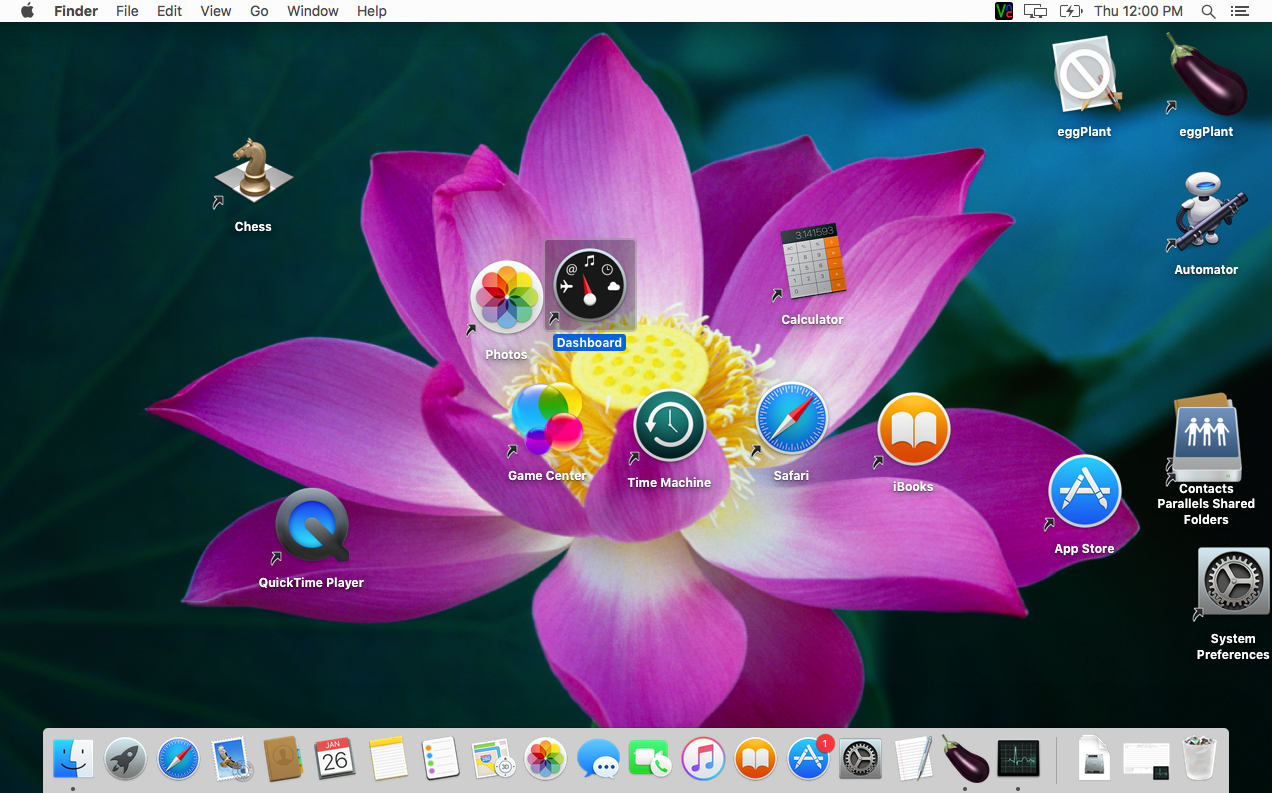 Finder File Edit View Go Window Help Thu 12:00 PM
eggPlant
eggPlant
Chess
Automator
3.141593
Calculator
Dashboard
Photos
Game Center
Time Machine
Safari
iBooks
Contacts
Parallels Shared
Folders
App Store
QuickTime Player
System
Preferences
JAN
26
3D
1